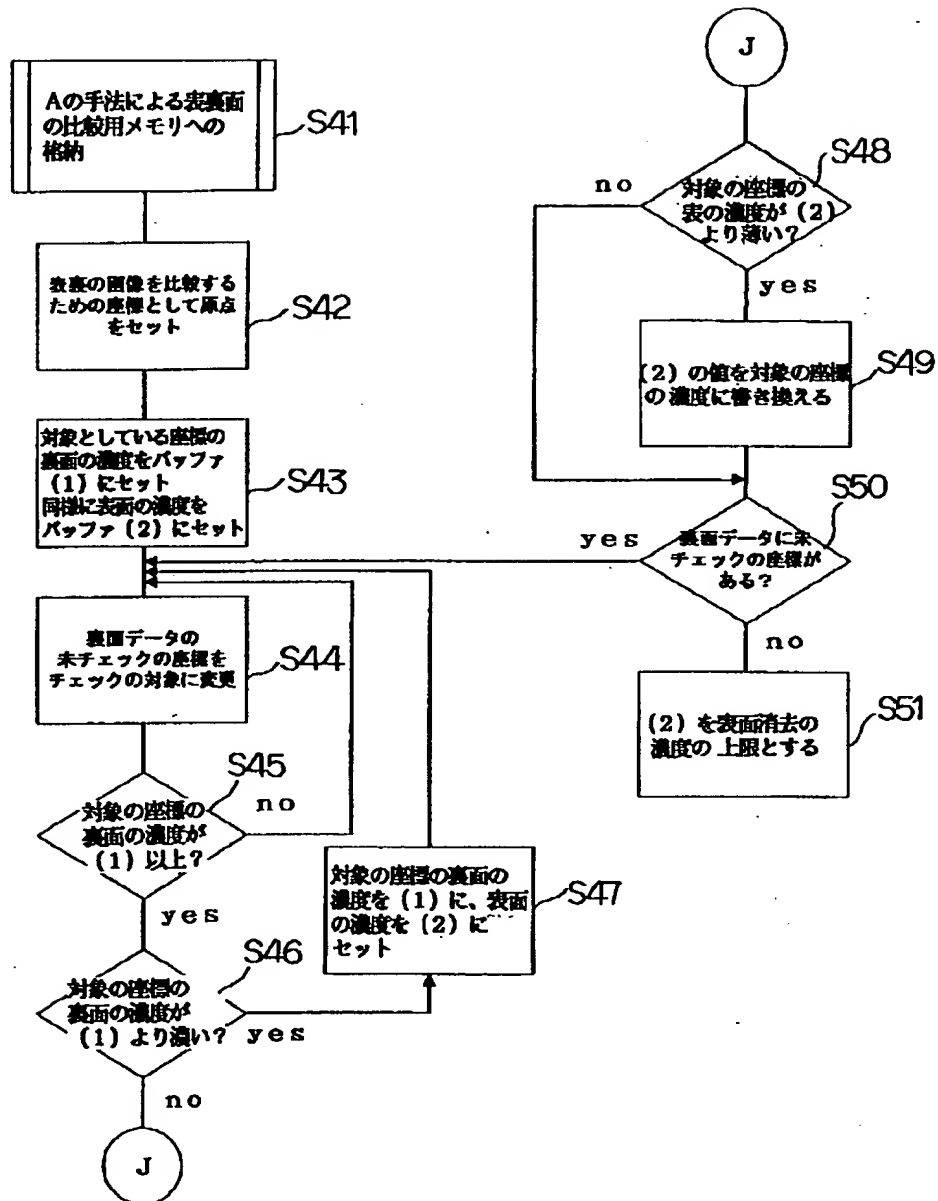 Aの手法による表裏面
の比較用メモリへの
格納
S41
表裏の画像を比較する
ための座標として原点
をセット
S42
対象としている座標の
裏面の濃度をバッファ
(1)にセット
同様に表面の濃度を
バッファ(2)にセット
S43
裏面データの
未チェックの座標を
チェックの対象に変更
S44
対象の座標の
裏面の濃度が
(1)以上?
S45
no
yes
対象の座標の
裏面の濃度が
(1)より濃い?
S46
yes
no
J
対象の座標の裏面の
濃度を(1)に、表面
の濃度を(2)に
セット
S47
J
対象の座標の
表の濃度が(2)
より薄い?
S48
no
yes
(2)の値を対象の座標
の濃度に書き換える
S49
裏面データに未
チェックの座標が
ある?
S50
yes
no
(2)を表面消去の
濃度の上限とする
S51